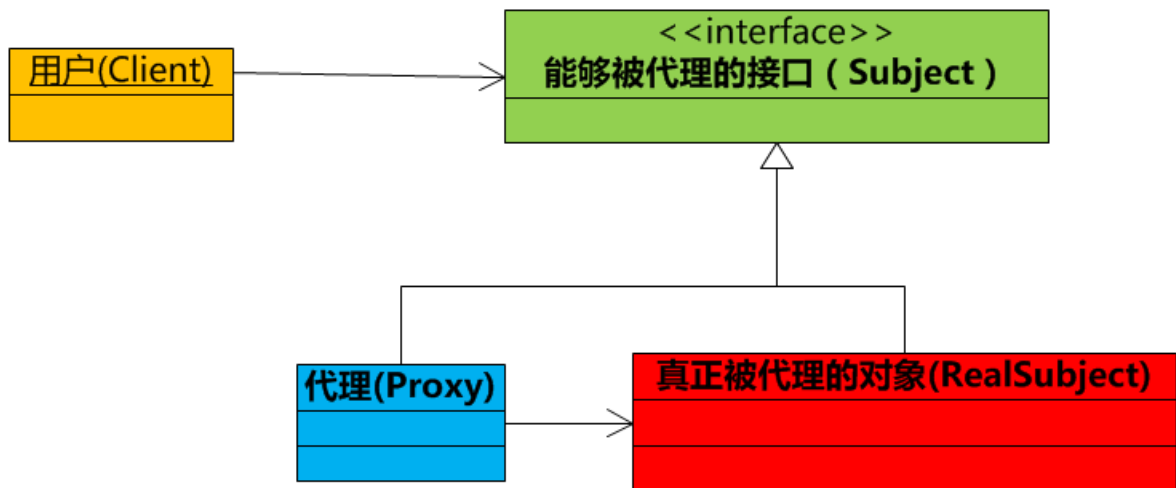 <<interface>>
用户(Client)
能够被代理的接口（Subject）
代理(Proxy)
真正被代理的对象(RealSubject)